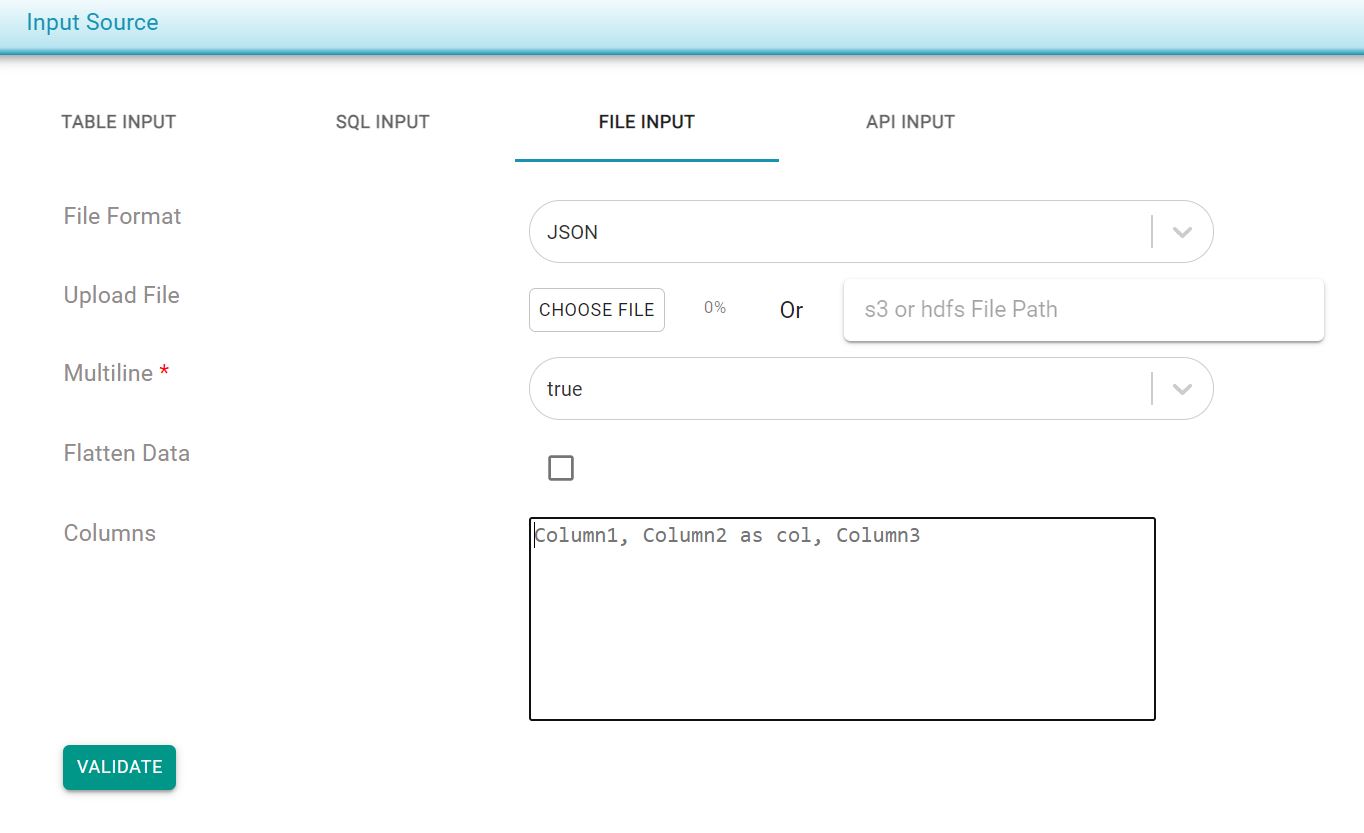 Input Source
TABLE INPUT SQL INPUT FILE INPUT API INPUT
File Format JSON
Upload File CHOOSE FILE 0% Or s3 or hdfs File Path
Multiline * true
Flatten Data
Columns Column1, Column2 as col, Column3
VALIDATE